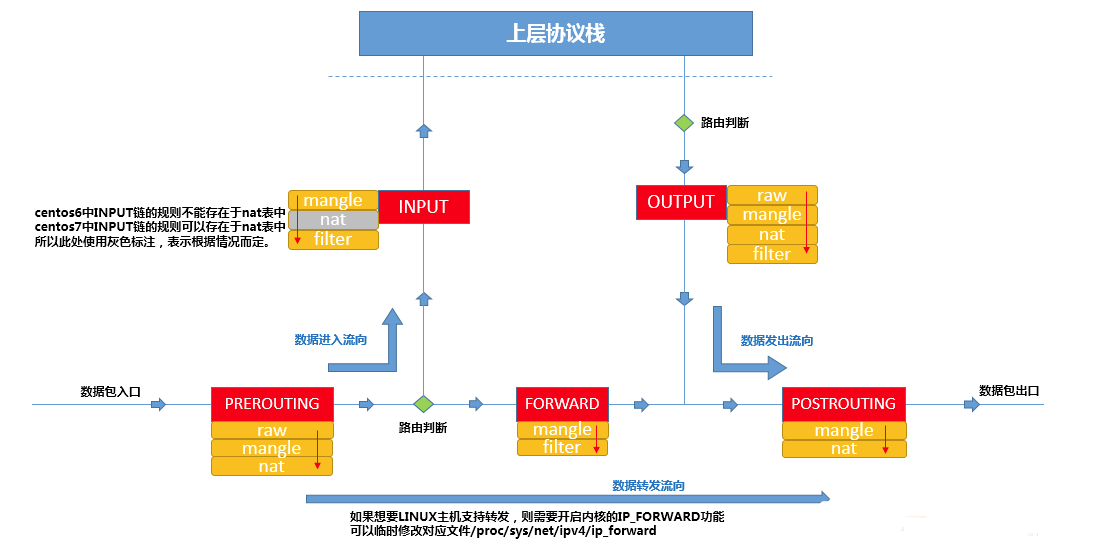 上层协议栈
路由判断
mangle
nat
filter
INPUT
OUTPUT
raw
mangle
nat
filter
centos6中INPUT链的规则不能存在于nat表中
centos7中INPUT链的规则可以存在于nat表中
所以此处使用灰色标注，表示根据情况而定。
数据进入流向
数据发出流向
数据包入口
PREROUTING
raw
mangle
nat
路由判断
FORWARD
mangle
filter
POSTROUTING
mangle
nat
数据包出口
数据转发流向
如果想要LINUX主机支持转发，则需要开启内核的IP_FORWARD功能
可以临时修改对应文件/proc/sys/net/ipv4/ip_forward